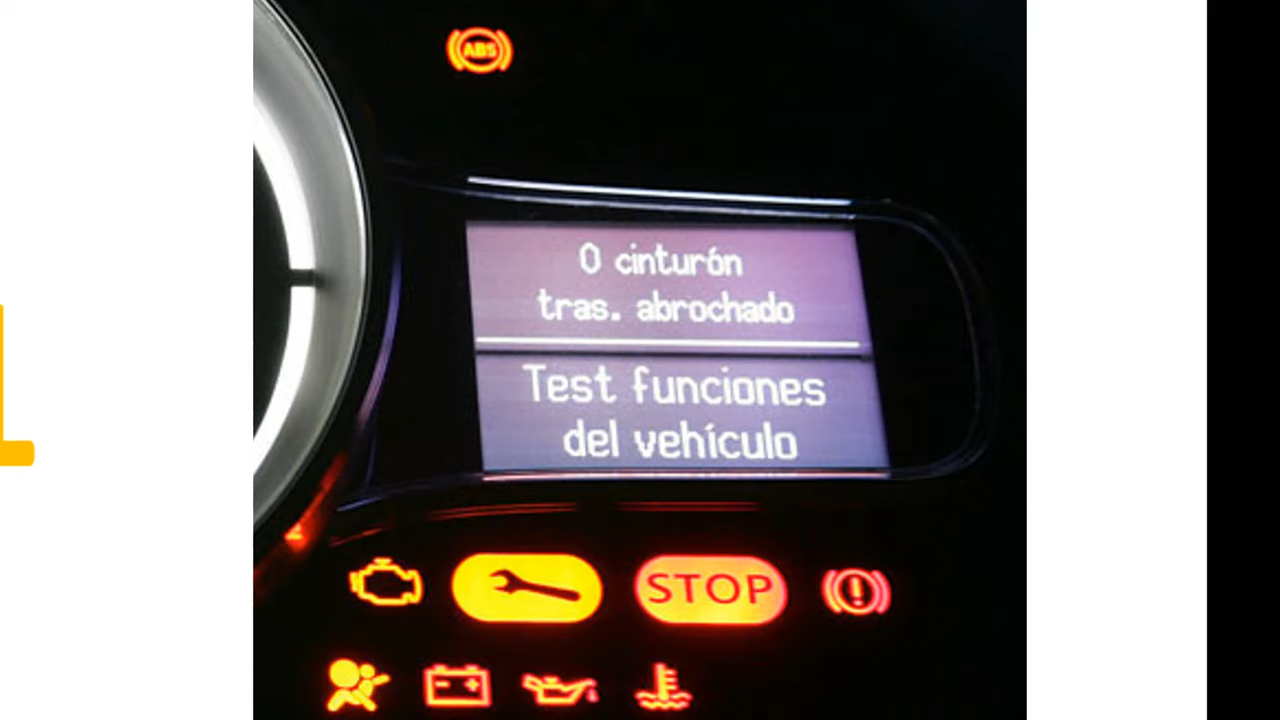 ABS
0 cinturón
tras. abrochado
Test funciones
del vehículo
STOP